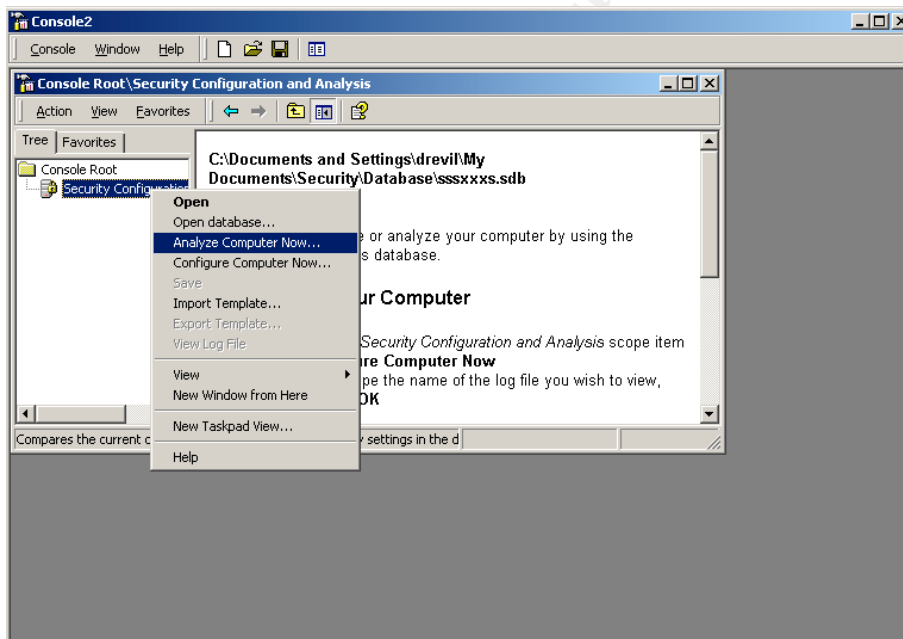 Console2
Console Window Help
Console Root\Security Configuration and Analysis
Action View Favorites
Tree Favorites
Console Root
Security Configuration
C:\Documents and Settings\drevil\My
Documents\Security\Database\sssxxxs.sdb
Open
Open database...
Analyze Computer Now...
Configure Computer Now...
Save
Import Template...
Export Template...
View Log File
View
New Window from Here
New Taskpad View...
Help
e or analyze your computer by using the
s database.
ur Computer
Security Configuration and Analysis scope item
re Computer Now
pe the name of the log file you wish to view,
OK
Compares the current c
y settings in the d